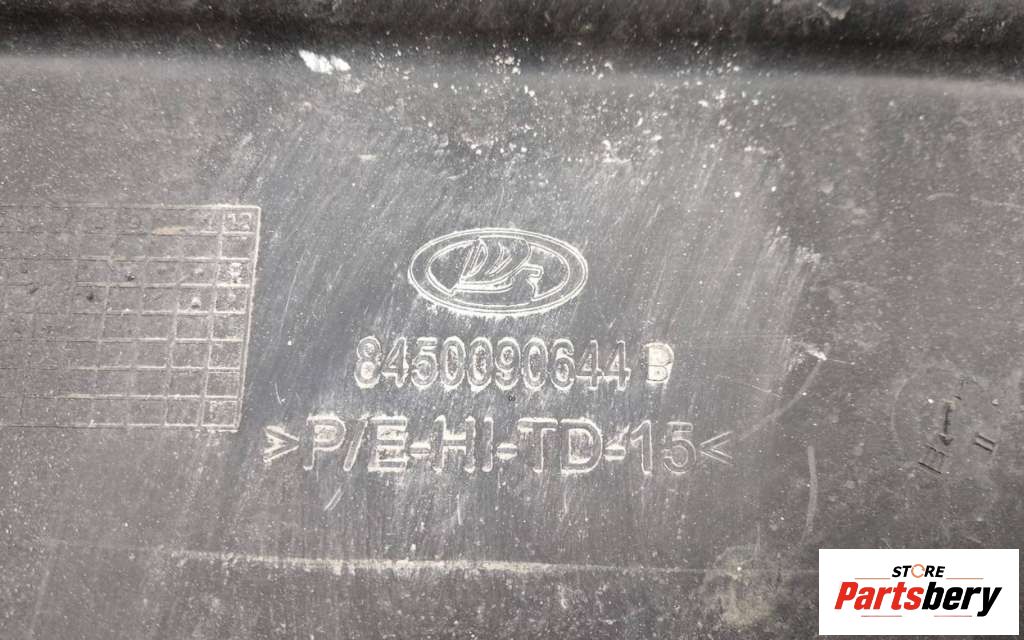 8450090644 B
>P/E-HI-TD-15<
STORE
Partsbery